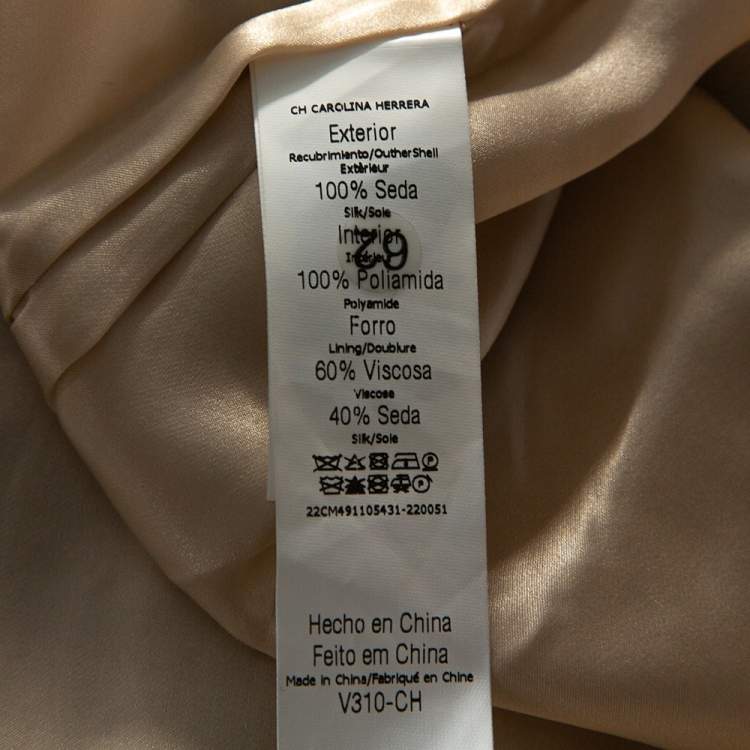 CH CAROLINA HERRERA
Exterior
Recubrimiento/OutherShell
Extérieur
100% Seda
Silk/Soie
Interior
62
Intérieur
100% Poliamida
Polyamide
Forro
Lining/Doublure
60% Viscosa
Viscose
40% Seda
Silk/Soie
22CM491105431-220051
Hecho en China
Feito em China
Made in China/Fabriqué en Chine
V310-CH